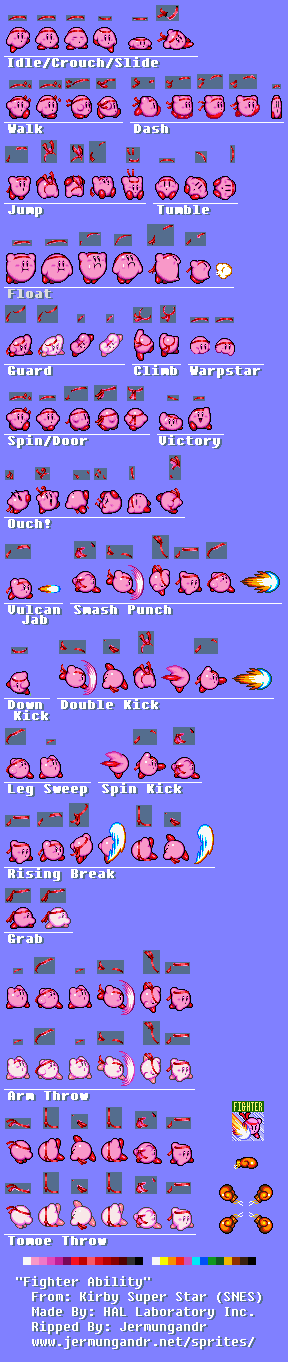 Idle/Crouch/Slide
Walk
Dash
Jump
Tumble
Float
Guard
Climb
Warpstar
Spin/Door
Victory
Ouch!
Vulcan
Jab
Smash Punch
Down
Kick
Double Kick
Leg Sweep
Spin Kick
Rising Break
Grab
Arm Throw
FIGHTER
Tomoe Throw
"Fighter Ability"
From: Kirby Super Star (SNES)
Made By: HAL Laboratory Inc.
Ripped By: Jermungandr
www.jermungandr.net/sprites/